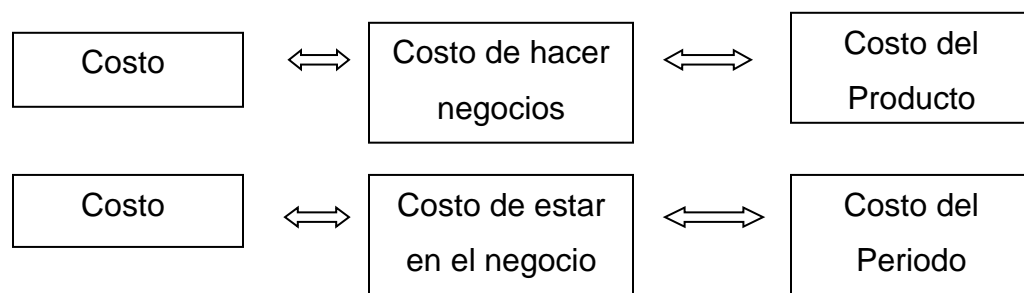 Costo
Costo de hacer
negocios
Costo del
Producto
Costo
Costo de estar
en el negocio
Costo del
Periodo